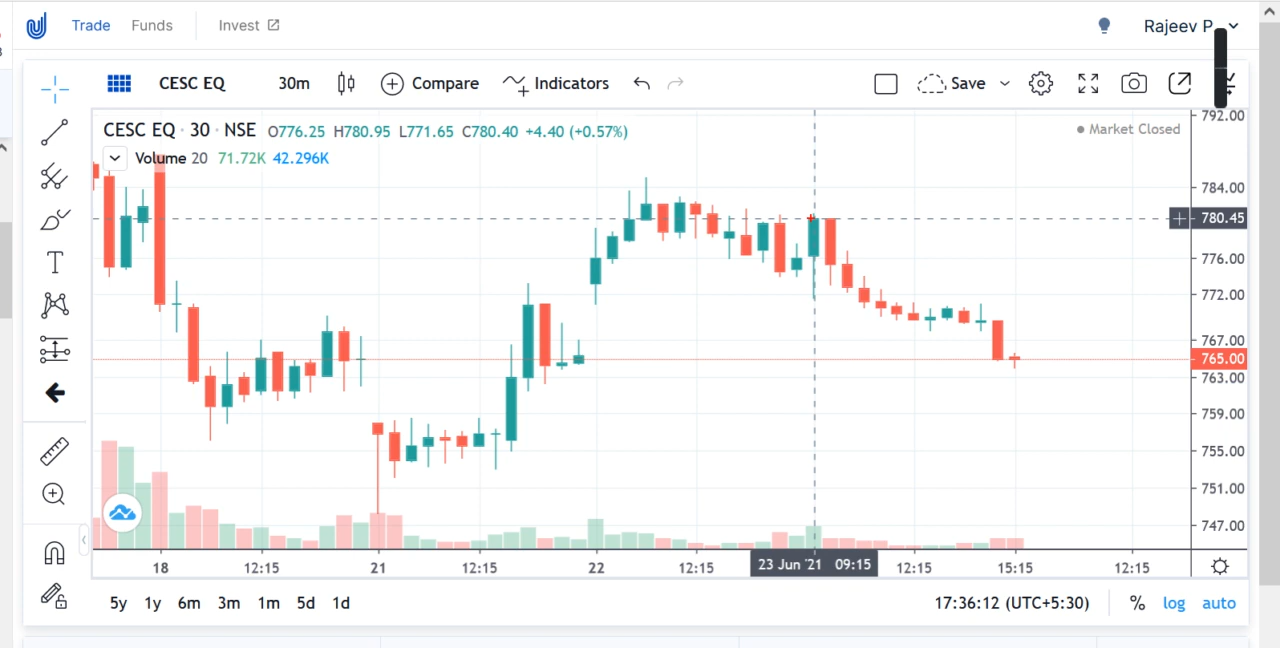 Trade Funds Invest Rajeev P
CESC EQ 30m Compare Indicators Save
CESC EQ · 30 · NSE O776.25 H780.95 L771.65 C780.40 +4.40 (+0.57%) Market Closed
Volume 20 71.72K 42.296K
792.00
784.00
780.45
776.00
772.00
767.00
765.00
763.00
759.00
755.00
751.00
747.00
18 12:15 21 12:15 22 12:15 23 Jun '21 09:15 12:15 15:15 12:15
5y 1y 6m 3m 1m 5d 1d 17:36:12 (UTC+5:30) % log auto